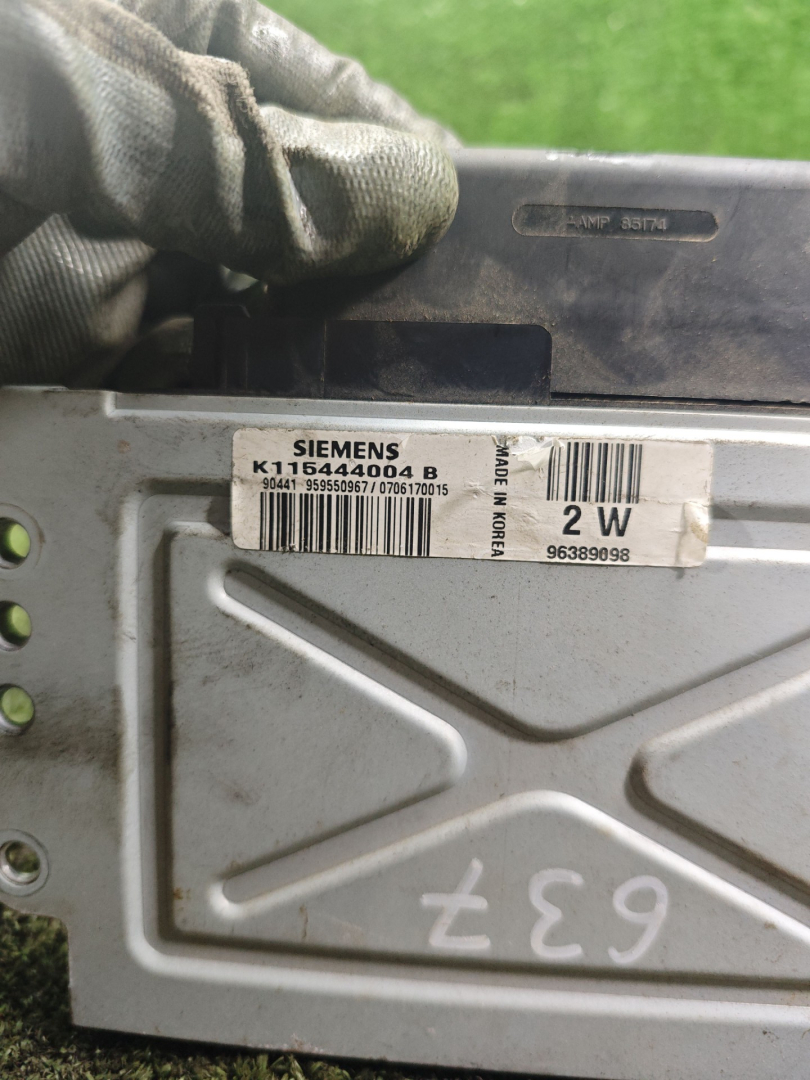 AMP 85174
SIEMENS
K115444004 B
90441 959550967/0706170015
MADE IN KOREA
2 W
96389098
637